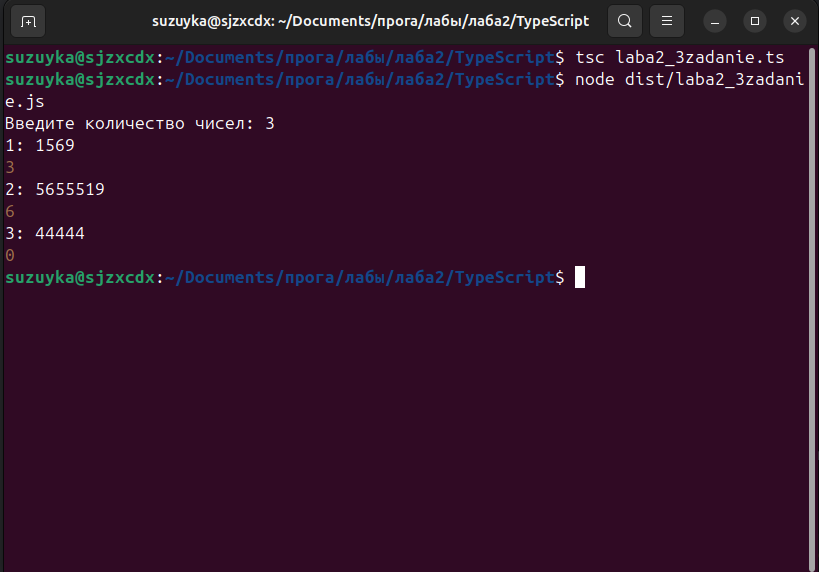 suzuyka@sjzxcdx: ~/Documents/прога/лабы/лаба2/TypeScript
suzuyka@sjzxcdx:~/Documents/прога/лабы/лаба2/TypeScript$ tsc laba2_3zadanie.ts
suzuyka@sjzxcdx:~/Documents/прога/лабы/лаба2/TypeScript$ node dist/laba2_3zadani
e.js
Введите количество чисел: 3
1: 1569
3
2: 5655519
6
3: 44444
0
suzuyka@sjzxcdx:~/Documents/прога/лабы/лаба2/TypeScript$